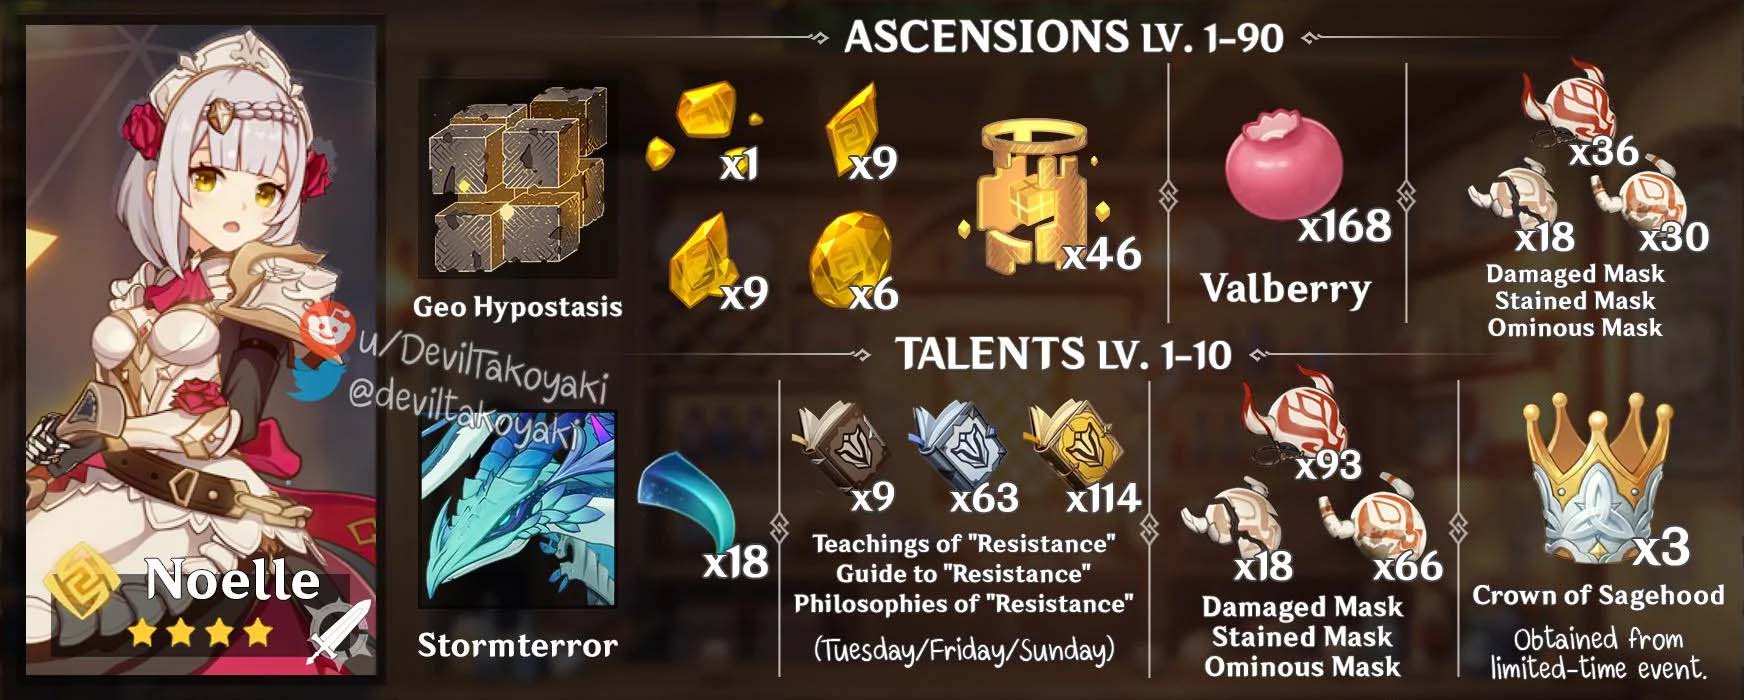 ASCENSIONS LV. 1-90
x1
x9
x9
x6
x46
x168
x36
x18
x30
Geo Hypostasis
Valberry
Damaged Mask
Stained Mask
Ominous Mask
u/DevilTakoyaki
@deviltakoyaki
TALENTS LV. 1-10
x18
x9
x63
x114
x93
x18
x66
x3
Stormterror
Teachings of "Resistance"
Guide to "Resistance"
Philosophies of "Resistance"
(Tuesday/Friday/Sunday)
Damaged Mask
Stained Mask
Ominous Mask
Crown of Sagehood
Obtained from
limited-time event.
Noelle